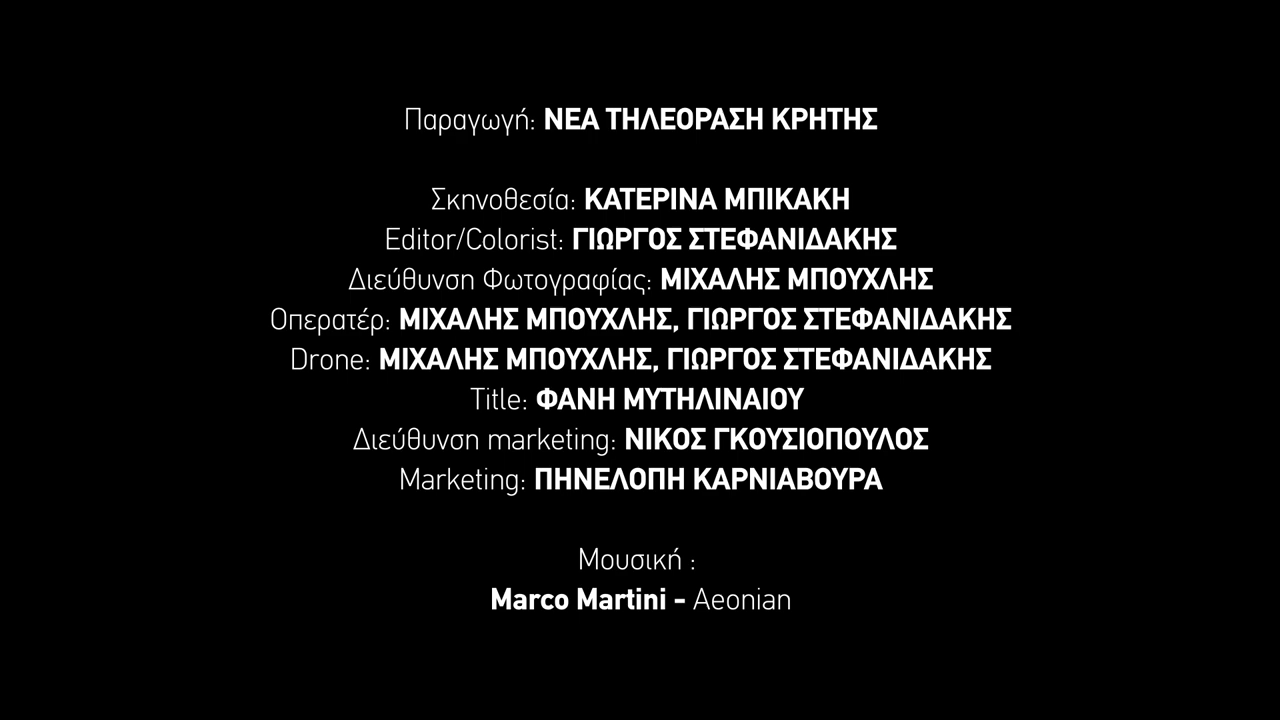 Παραγωγή: ΝΕΑ ΤΗΛΕΟΡΑΣΗ ΚΡΗΤΗΣ
Σκηνοθεσία: ΚΑΤΕΡΙΝΑ ΜΠΙΚΑΚΗ
Editor/Colorist: ΓΙΩΡΓΟΣ ΣΤΕΦΑΝΙΔΑΚΗΣ
Διεύθυνση Φωτογραφίας: ΜΙΧΑΛΗΣ ΜΠΟΥΧΛΗΣ
Οπερατέρ: ΜΙΧΑΛΗΣ ΜΠΟΥΧΛΗΣ, ΓΙΩΡΓΟΣ ΣΤΕΦΑΝΙΔΑΚΗΣ
Drone: ΜΙΧΑΛΗΣ ΜΠΟΥΧΛΗΣ, ΓΙΩΡΓΟΣ ΣΤΕΦΑΝΙΔΑΚΗΣ
Title: ΦΑΝΗ ΜΥΤΗΛΙΝΑΙΟΥ
Διεύθυνση marketing: ΝΙΚΟΣ ΓΚΟΥΣΙΟΠΟΥΛΟΣ
Marketing: ΠΗΝΕΛΟΠΗ ΚΑΡΝΙΑΒΟΥΡΑ
Μουσική :
Marco Martini - Aeonian